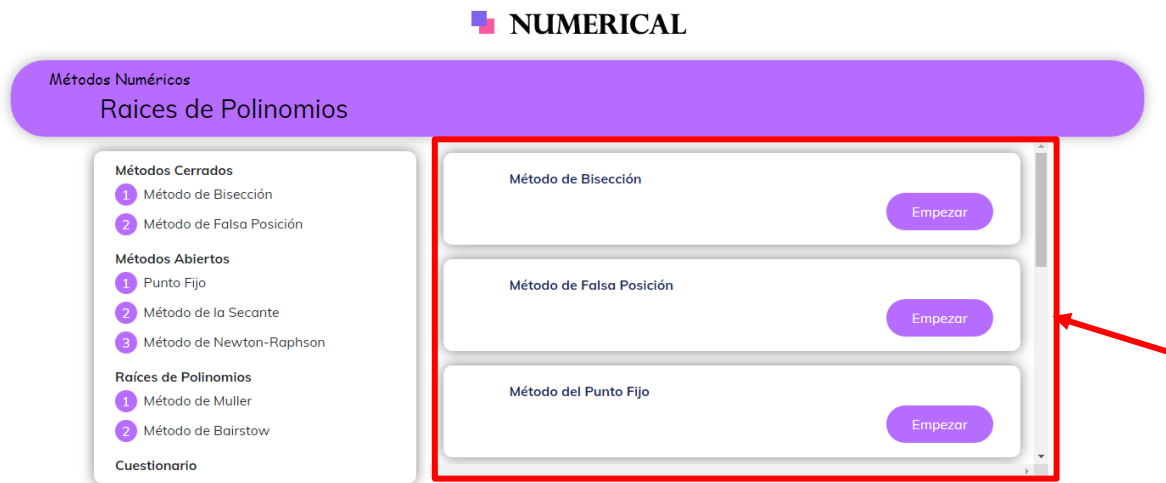 NUMERICAL
Métodos Numéricos
Raices de Polinomios
Métodos Cerrados
1 Método de Bisección
2 Método de Falsa Posición
Métodos Abiertos
1 Punto Fijo
2 Método de la Secante
3 Método de Newton-Raphson
Raíces de Polinomios
1 Método de Muller
2 Método de Bairstow
Cuestionario
Método de Bisección
Empezar
Método de Falsa Posición
Empezar
Método del Punto Fijo
Empezar